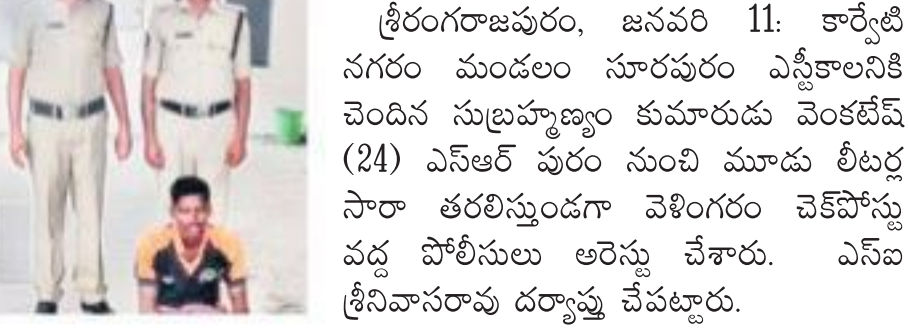 శ్రీరంగరాజపురం, జనవరి 11: కార్వేటి
నగరం మండలం సూరపురం ఎస్టీకాలనికి
చెందిన సుబ్రహ్మణ్యం కుమారుడు వెంకటేష్
(24) ఎస్ఆర్ పురం నుంచి మూడు లీటర్ల
సారా తరలిస్తుండగా వెళింగరం చెక్‌పోస్టు
వద్ద పోలీసులు అరెస్టు చేశారు. ఎస్ఐ
శ్రీనివాసరావు దర్యాప్తు చేపట్టారు.